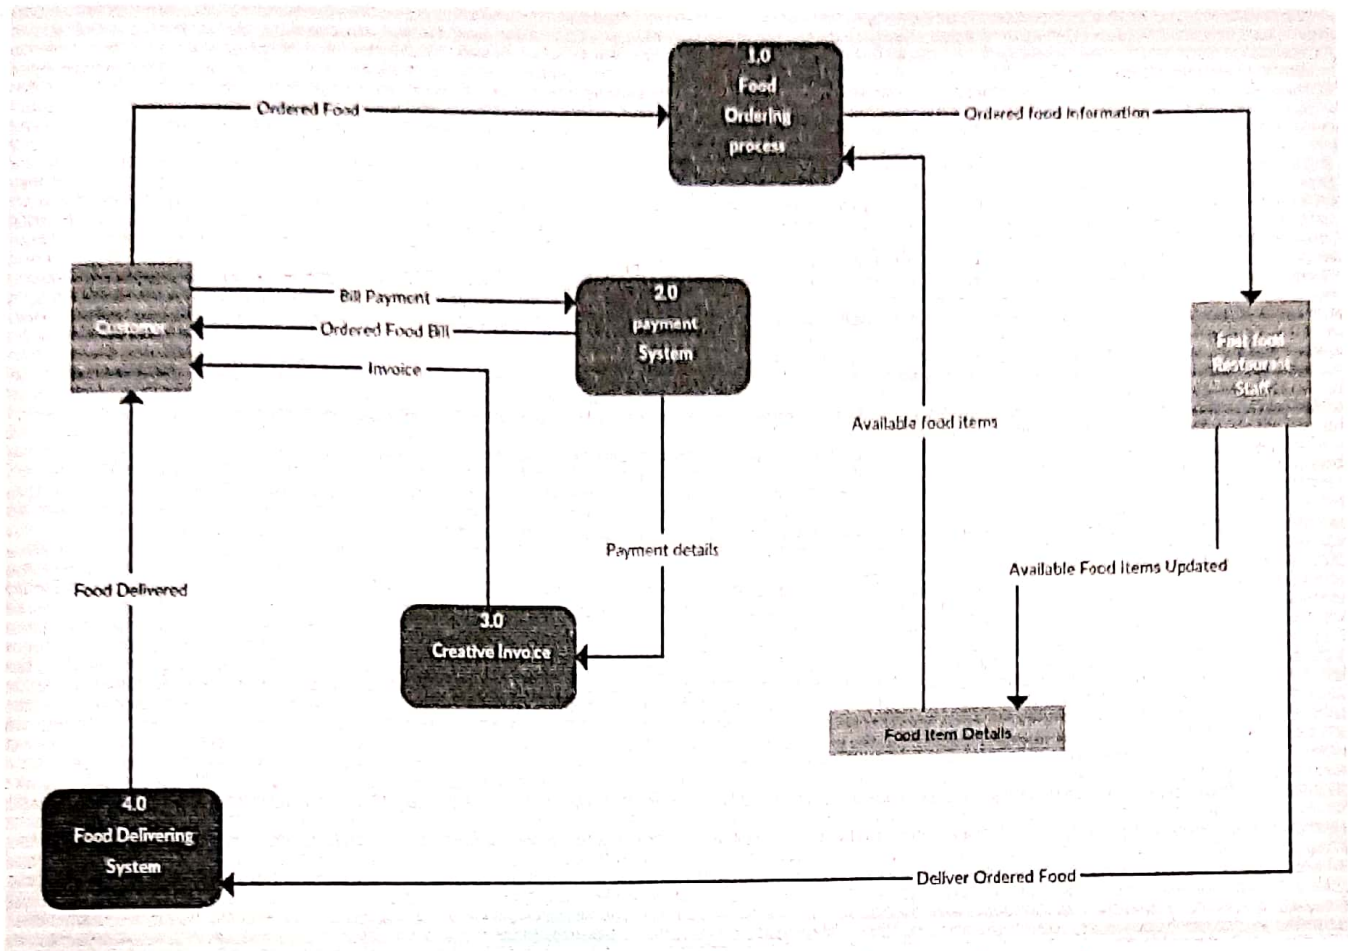 1.0
Food
Ordering
process
Ordered Food
Ordered food Information
Customer
Bill Payment
Ordered Food Bill
Invoice
2.0
payment
System
Fast food
Restaurant
Staff
Available food items
Payment details
Available Food Items Updated
Food Delivered
3.0
Creative Invoice
Food Item Details
4.0
Food Delivering
System
Deliver Ordered Food